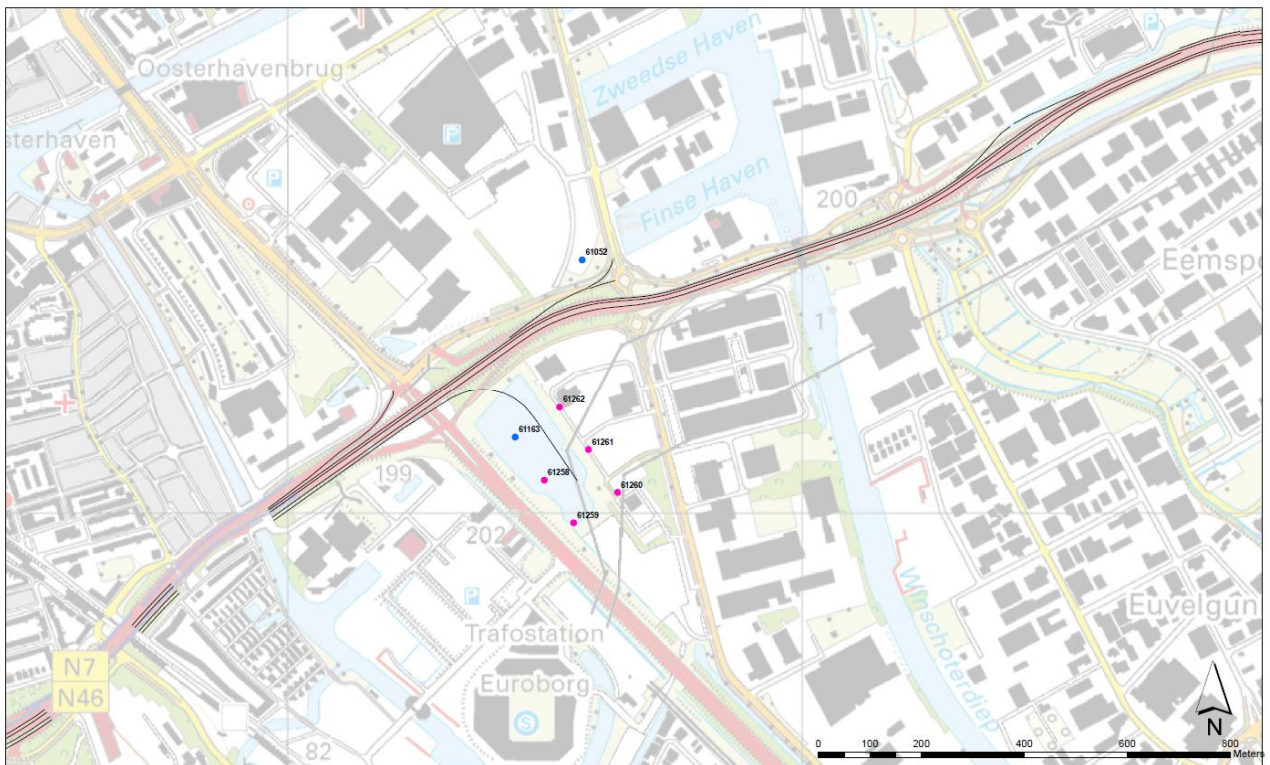 P
Oosterhavenbrug
Zweedse Haven
sterhaven
P
P
Finse Haven
200
61052
Eemspo
1
61262
61163
61261
199
61258
61260
61259
202
P
Winschoterdiep
Trafostation
Euvelgun
N7
Euroborg
N46
S
N
82
0 100 200 400 600 800
Meters